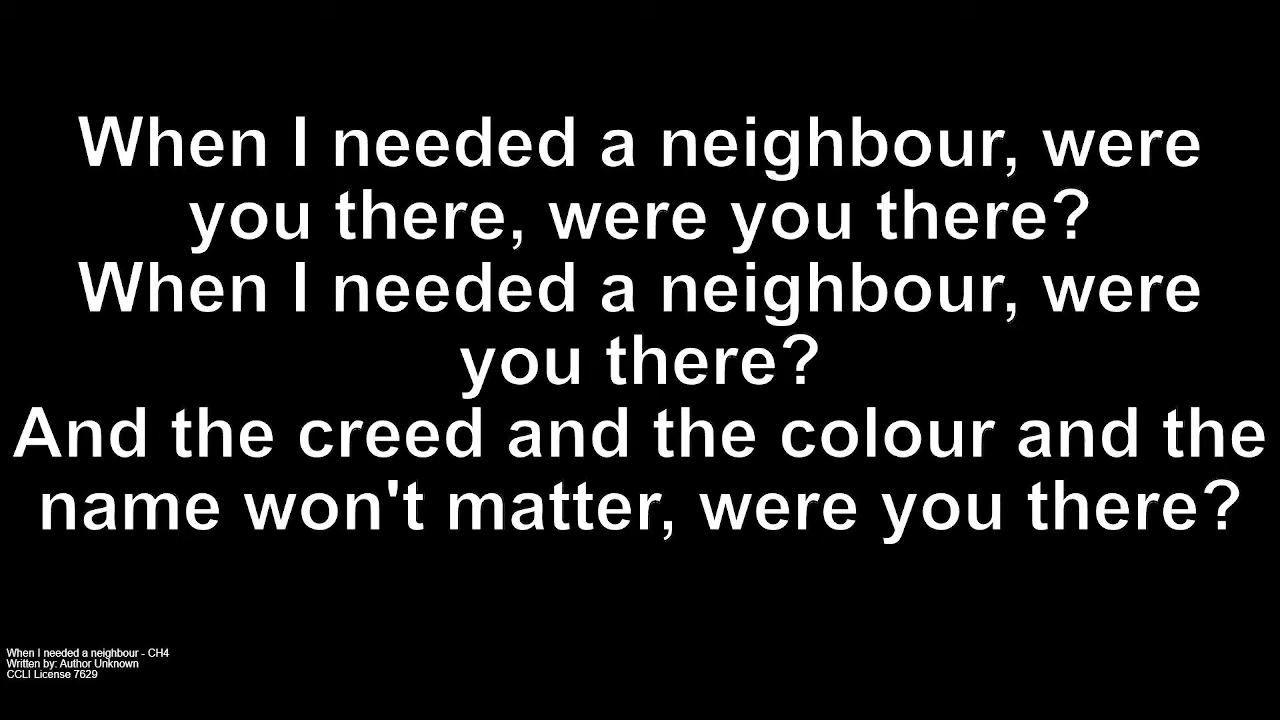 When I needed a neighbour, were
you there, were you there?
When I needed a neighbour, were
you there?
And the creed and the colour and the
name won't matter, were you there?
When I needed a neighbour - CH4
Written by: Author Unknown
CCLI License 7629